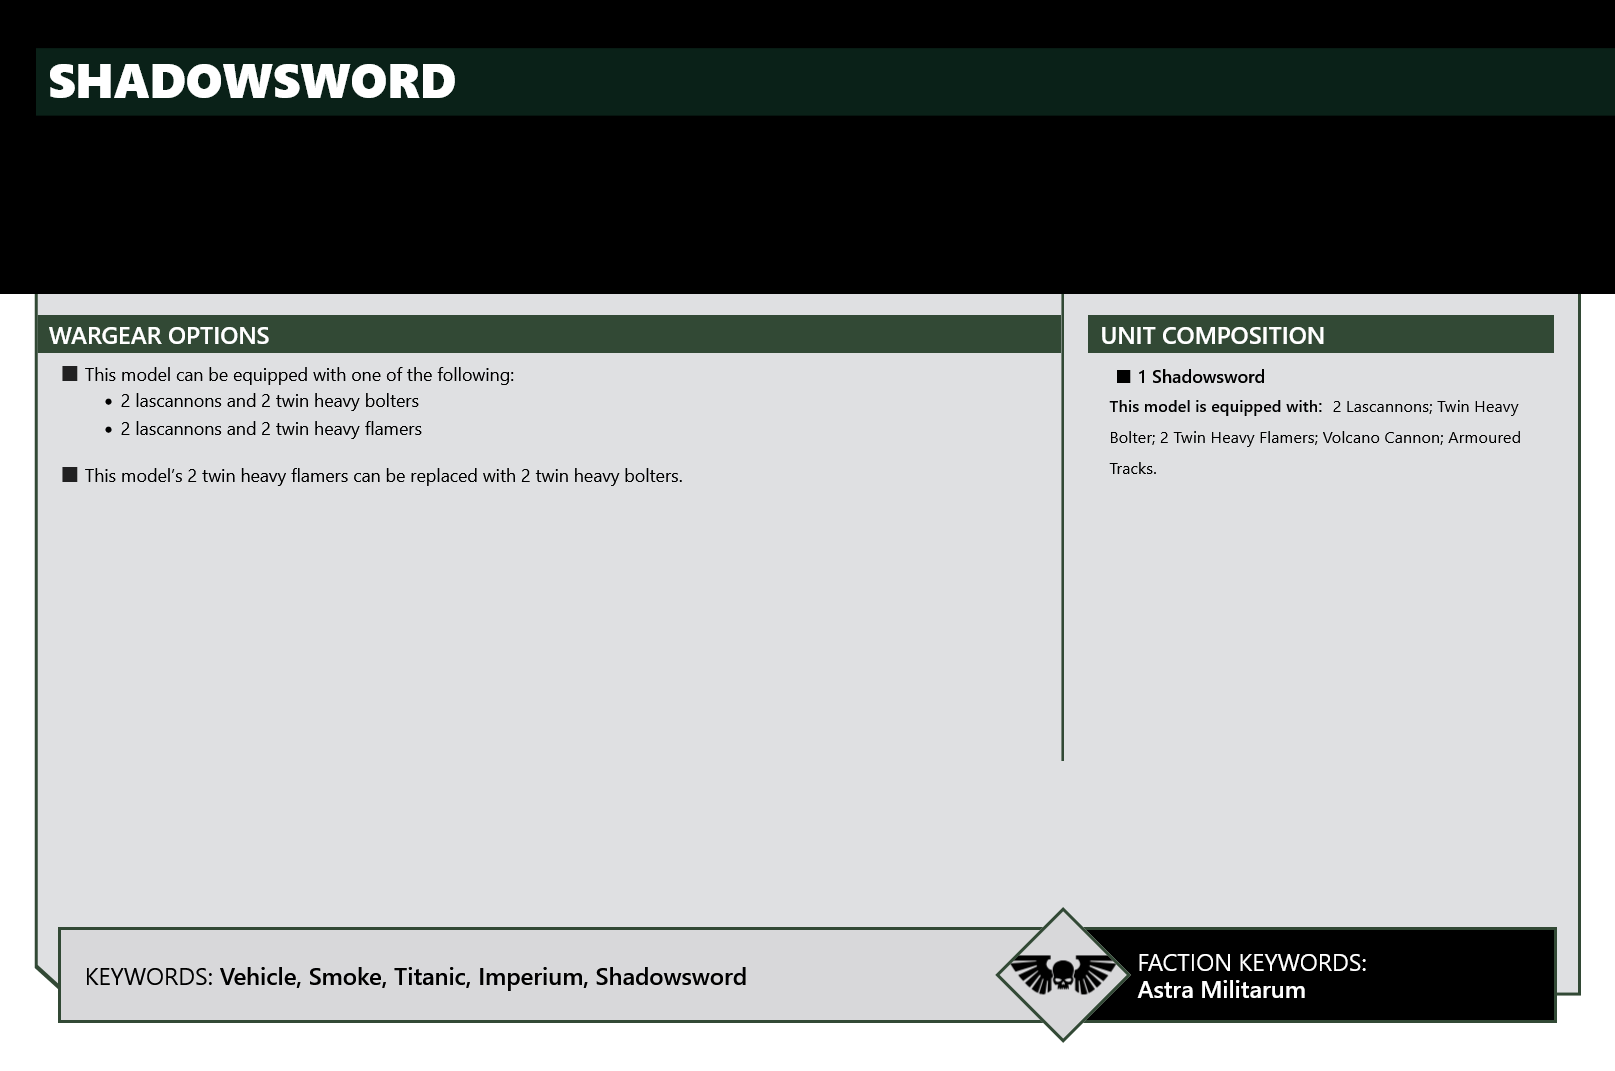 SHADOWSWORD
WARGEAR OPTIONS
■ This model can be equipped with one of the following:
• 2 lascannons and 2 twin heavy bolters
• 2 lascannons and 2 twin heavy flamers
■ This model’s 2 twin heavy flamers can be replaced with 2 twin heavy bolters.
UNIT COMPOSITION
■ 1 Shadowsword
This model is equipped with: 2 Lascannons; Twin Heavy
Bolter; 2 Twin Heavy Flamers; Volcano Cannon; Armoured
Tracks.
KEYWORDS: Vehicle, Smoke, Titanic, Imperium, Shadowsword
FACTION KEYWORDS:
Astra Militarum